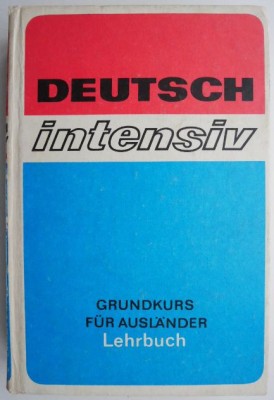 DEUTSCH
intensiv
GRUNDKURS
FÜR AUSLÄNDER
Lehrbuch